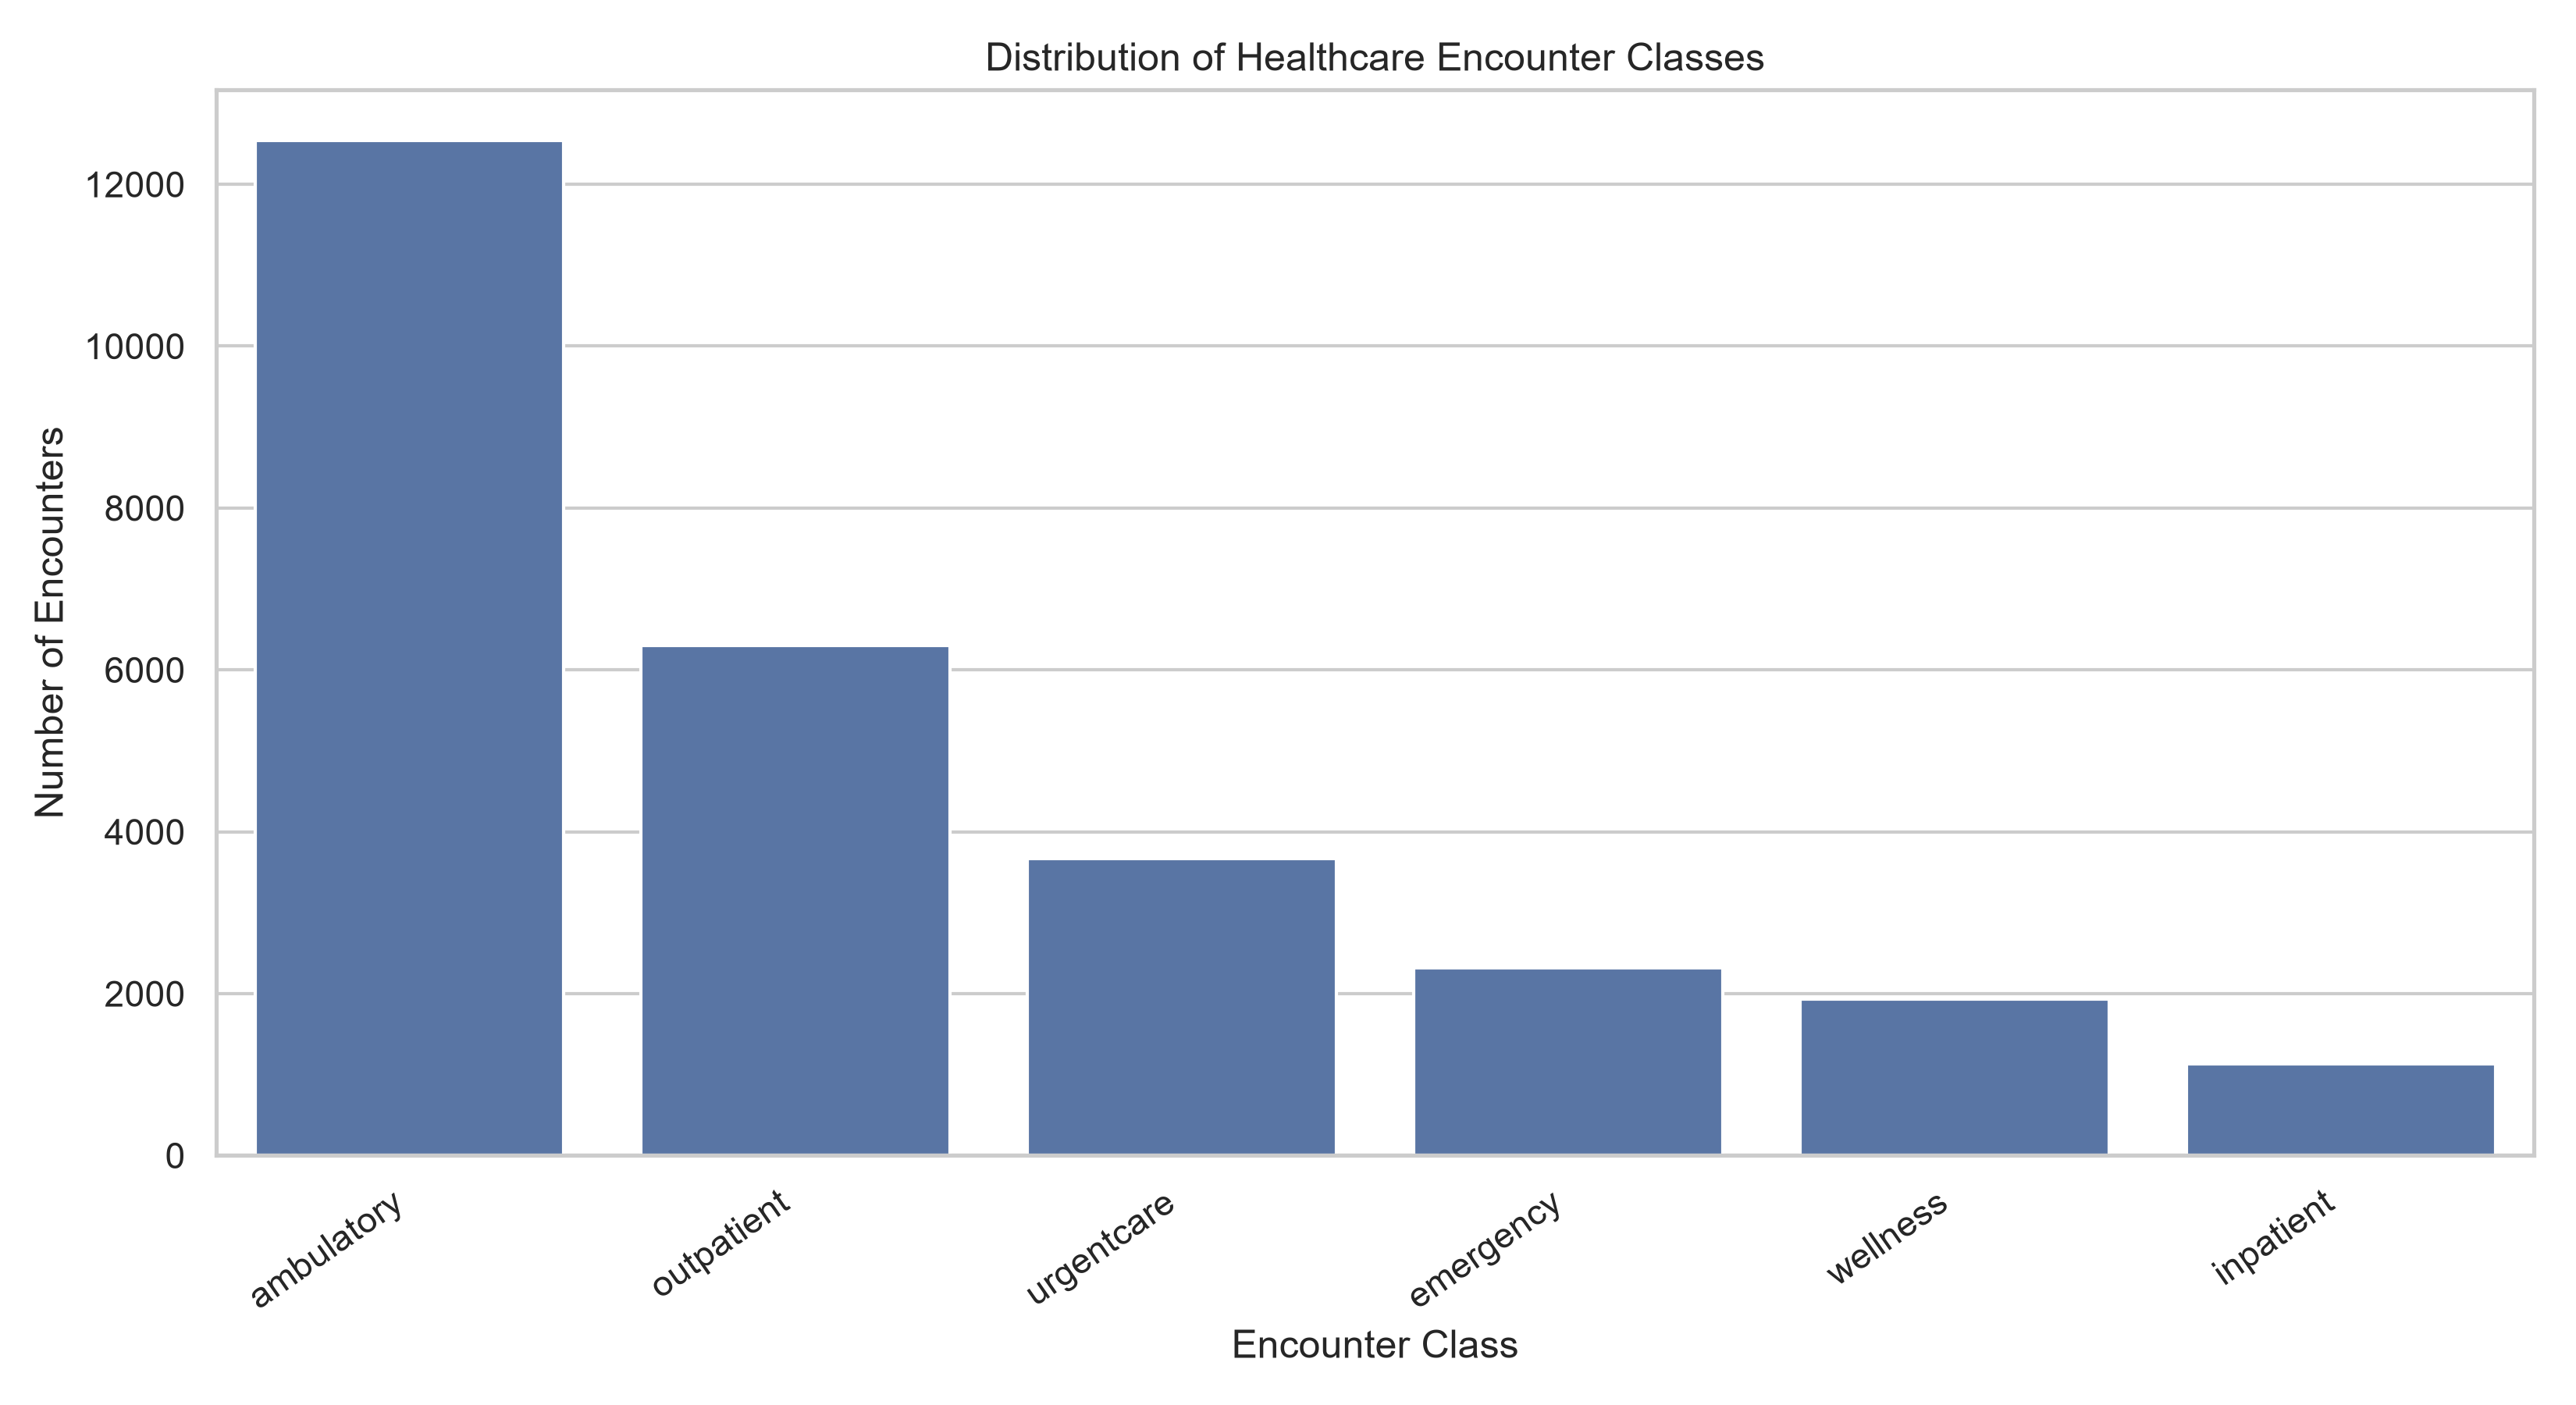 Distribution of Healthcare Encounter Classes
Number of Encounters
12000
10000
8000
6000
4000
2000
0
ambulatory
outpatient
urgentcare
emergency
wellness
inpatient
Encounter Class